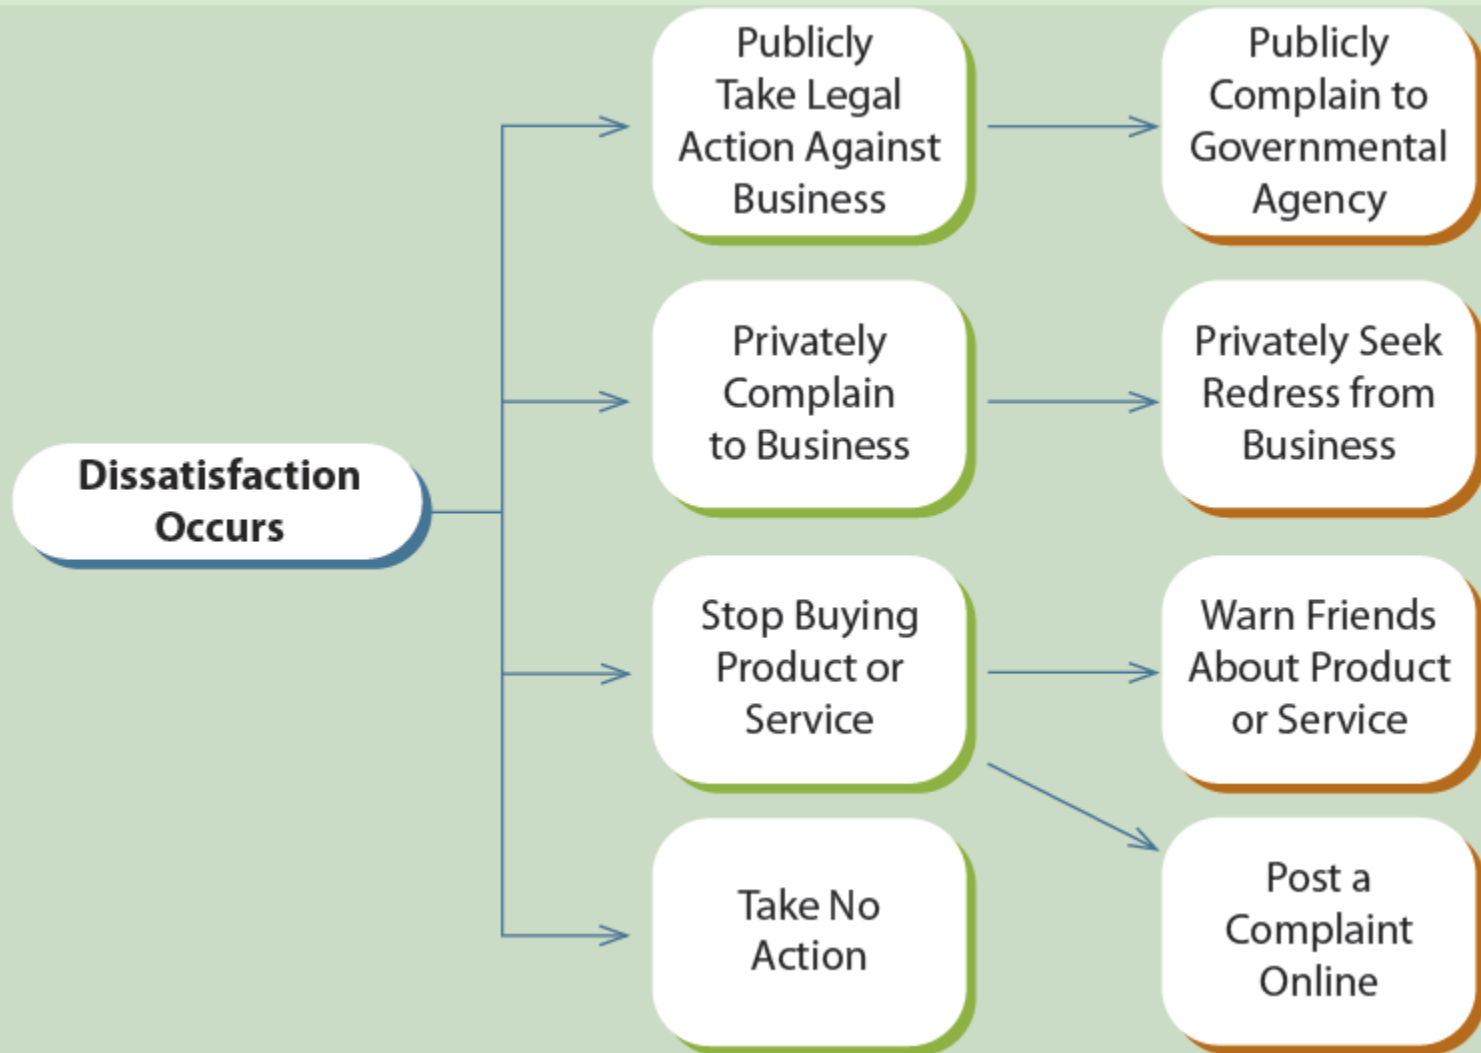 Dissatisfaction
Occurs
Publicly
Take Legal
Action Against
Business
Publicly
Complain to
Governmental
Agency
Privately
Complain
to Business
Privately Seek
Redress from
Business
Stop Buying
Product or
Service
Warn Friends
About Product
or Service
Take No
Action
Post a
Complaint
Online